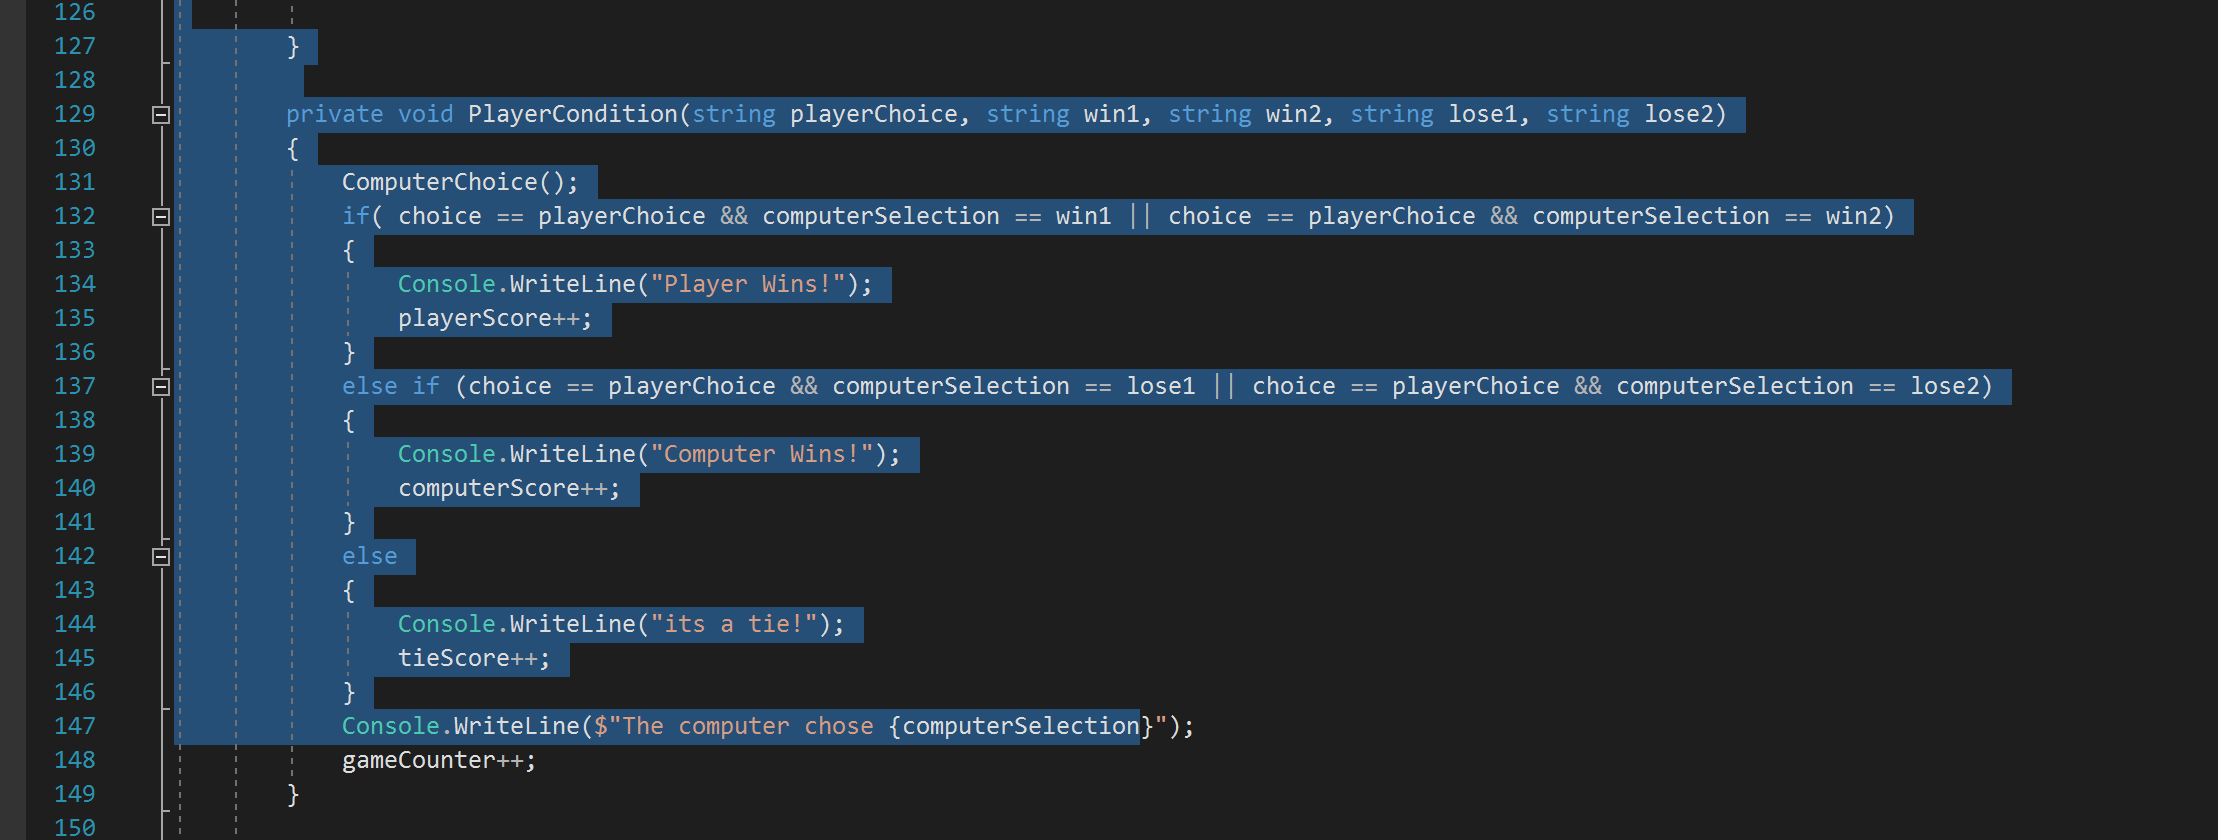 126
127 }
128
129 private void PlayerCondition(string playerChoice, string win1, string win2, string lose1, string lose2)
130 {
131 ComputerChoice();
132 if( choice == playerChoice && computerSelection == win1 || choice == playerChoice && computerSelection == win2)
133 {
134 Console.WriteLine("Player Wins!");
135 playerScore++;
136 }
137 else if (choice == playerChoice && computerSelection == lose1 || choice == playerChoice && computerSelection == lose2)
138 {
139 Console.WriteLine("Computer Wins!");
140 computerScore++;
141 }
142 else
143 {
144 Console.WriteLine("its a tie!");
145 tieScore++;
146 }
147 Console.WriteLine($"The computer chose {computerSelection}");
148 gameCounter++;
149 }
150